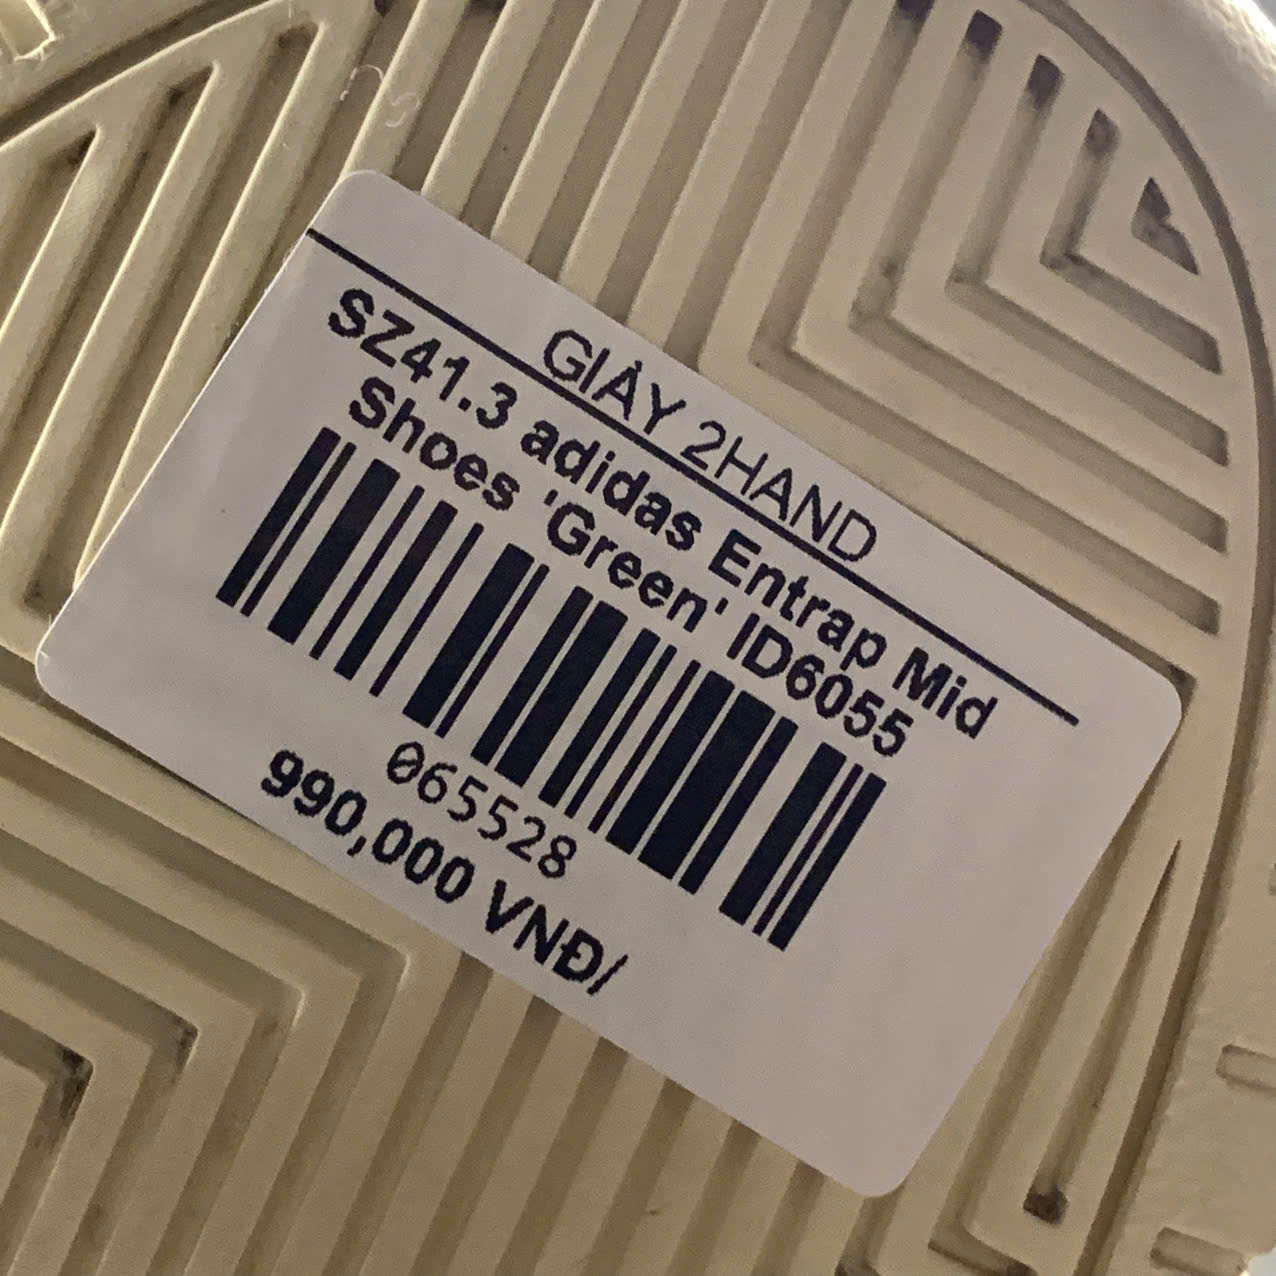 GIÀY 2HAND
SZ41.3 adidas Entrap Mid
Shoes 'Green' ID6055
065528
990,000 VNĐ/